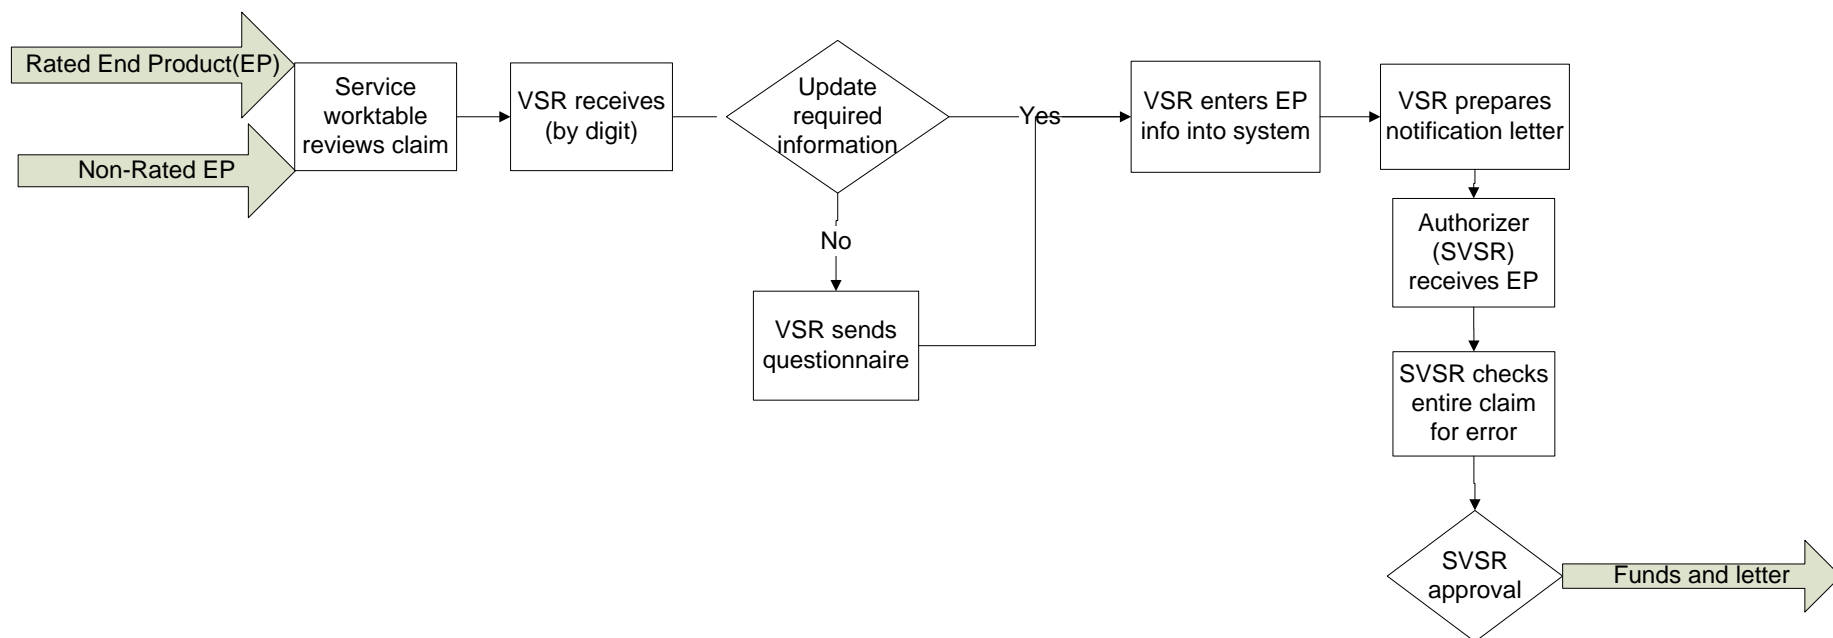 Rated End Product(EP)
Non-Rated EP
Service
worktable
reviews claim
VSR receives
(by digit)
Update
required
information
Yes
No
VSR sends
questionnaire
VSR enters EP
info into system
VSR prepares
notification letter
Authorizer
(SVSR)
receives EP
SVSR checks
entire claim
for error
SVSR
approval
Funds and letter